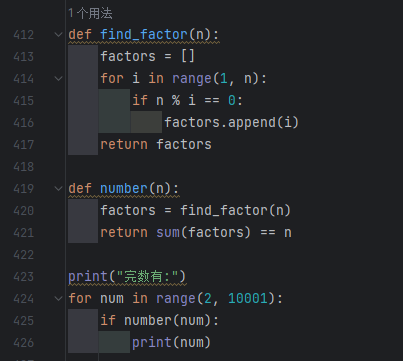 1个用法
412 def find_factor(n):
413     factors = []
414     for i in range(1, n):
415         if n % i == 0:
416             factors.append(i)
417     return factors
418
419 def number(n):
420     factors = find_factor(n)
421     return sum(factors) == n
422
423 print("完数有:")
424 for num in range(2, 10001):
425     if number(num):
426         print(num)